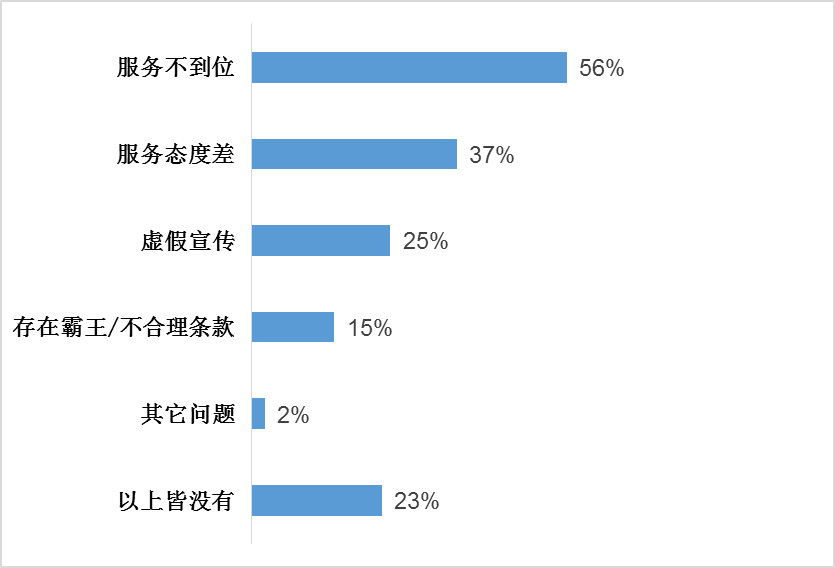 服务不到位 56%
服务态度差 37%
虚假宣传 25%
存在霸王/不合理条款 15%
其它问题 2%
以上皆没有 23%